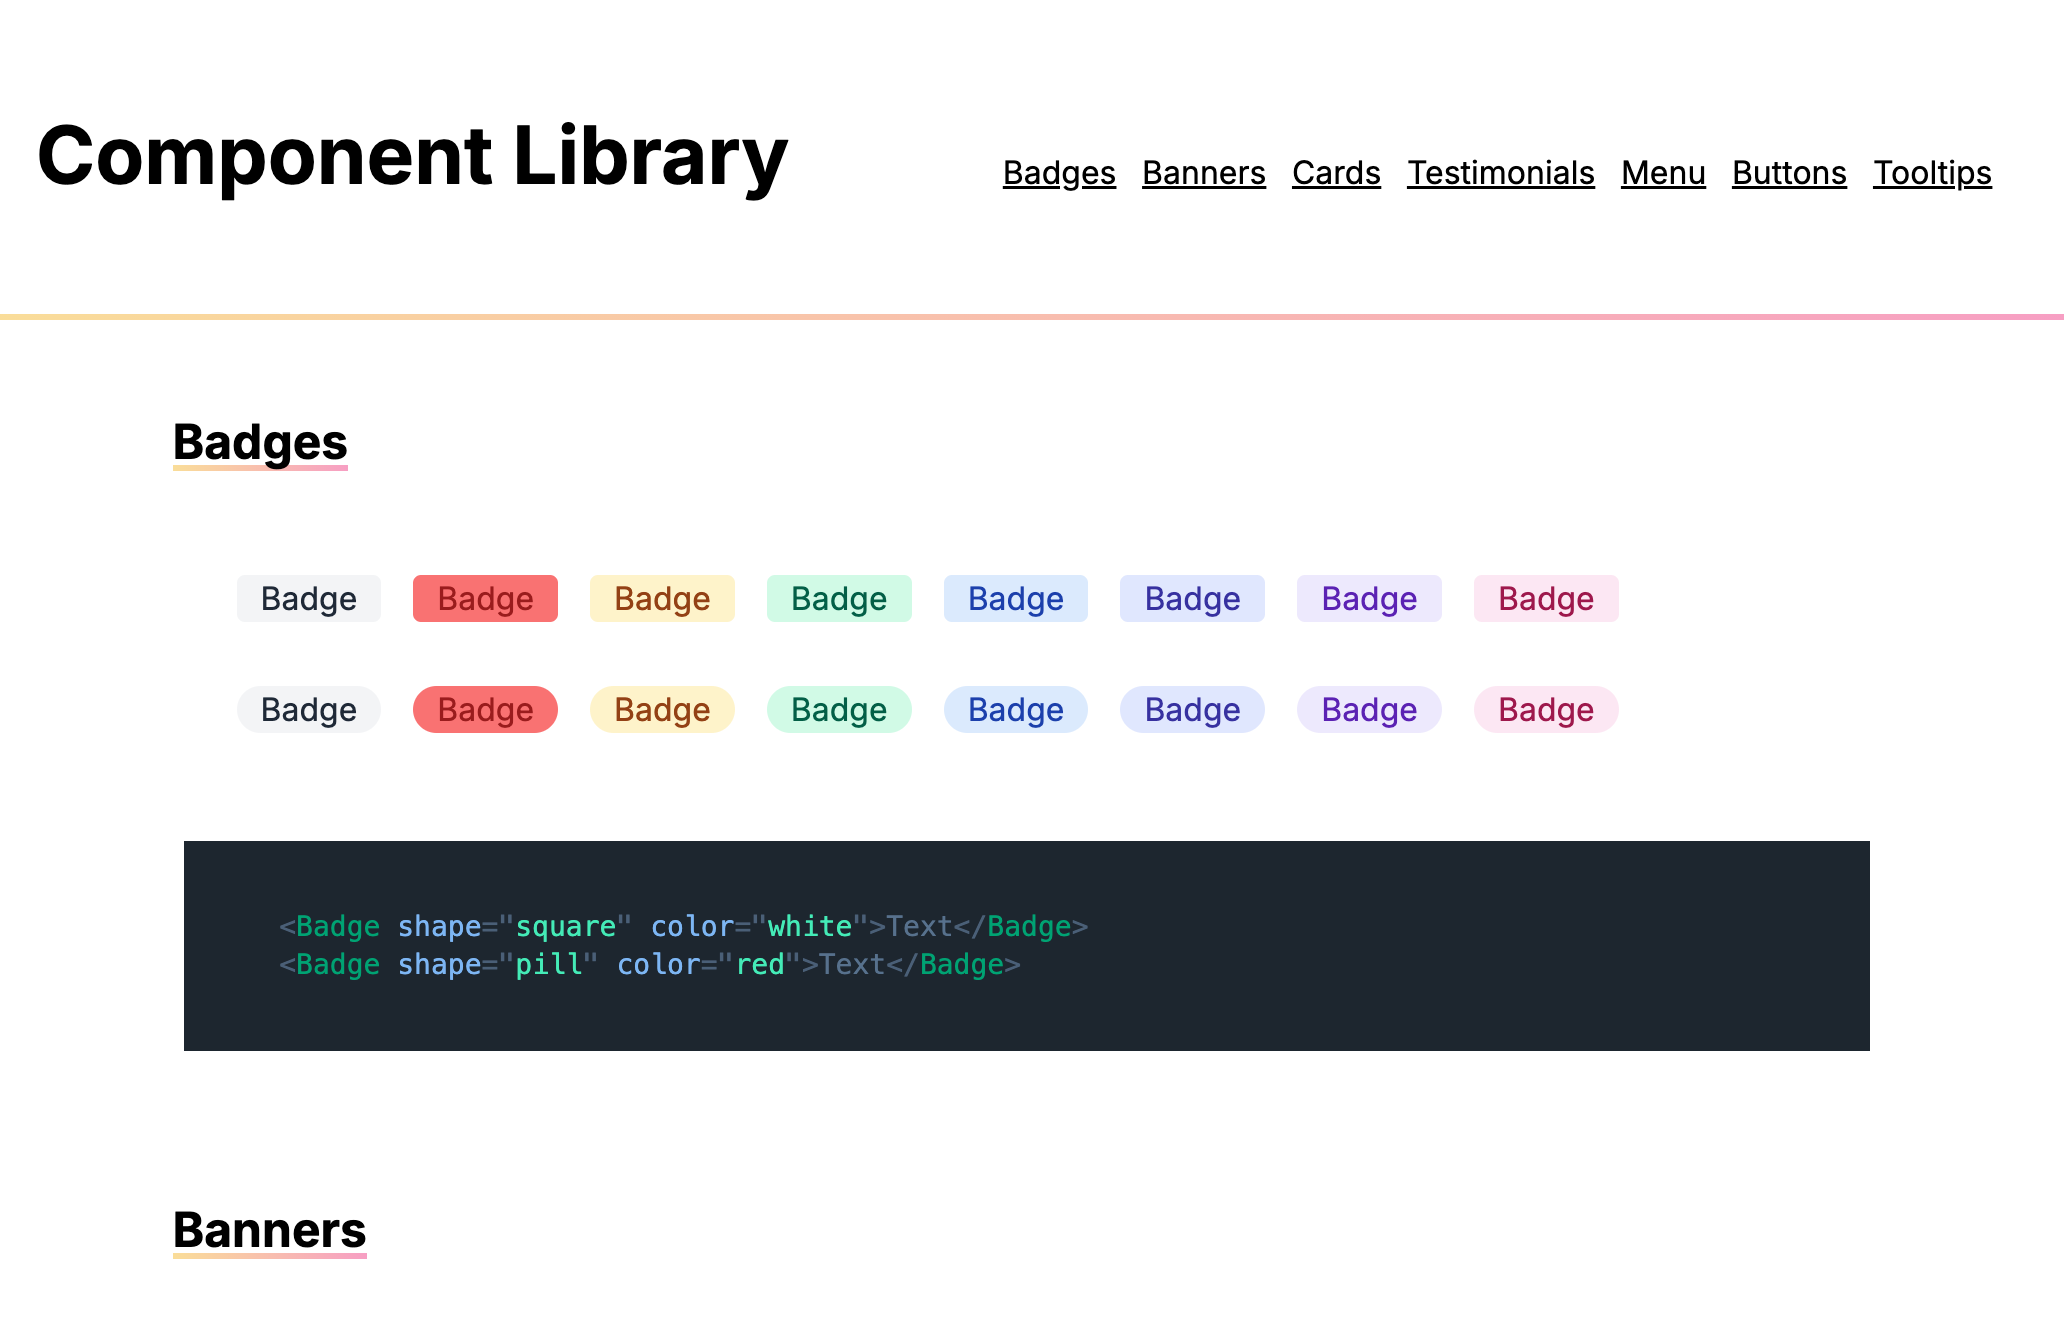 Component Library
Badges Banners Cards Testimonials Menu Buttons Tooltips
Badges
Badge Badge Badge Badge Badge Badge Badge Badge
Badge Badge Badge Badge Badge Badge Badge Badge
<Badge shape="square" color="white">Text</Badge>
<Badge shape="pill" color="red">Text</Badge>
Banners